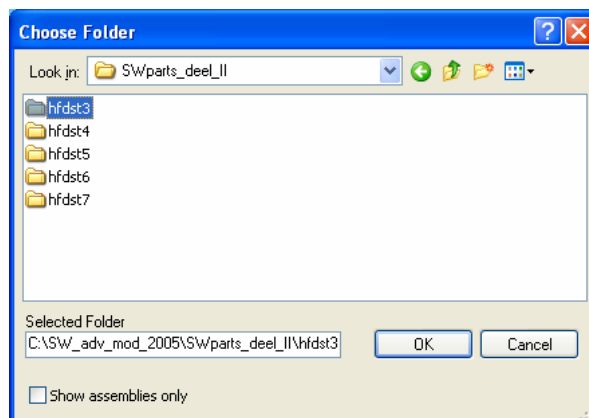 Choose Folder
Look in: SWparts_deel_II
hfdst3
hfdst4
hfdst5
hfdst6
hfdst7
Selected Folder
C:\SW_adv_mod_2005\SWparts_deel_II\hfdst3
OK Cancel
Show assemblies only